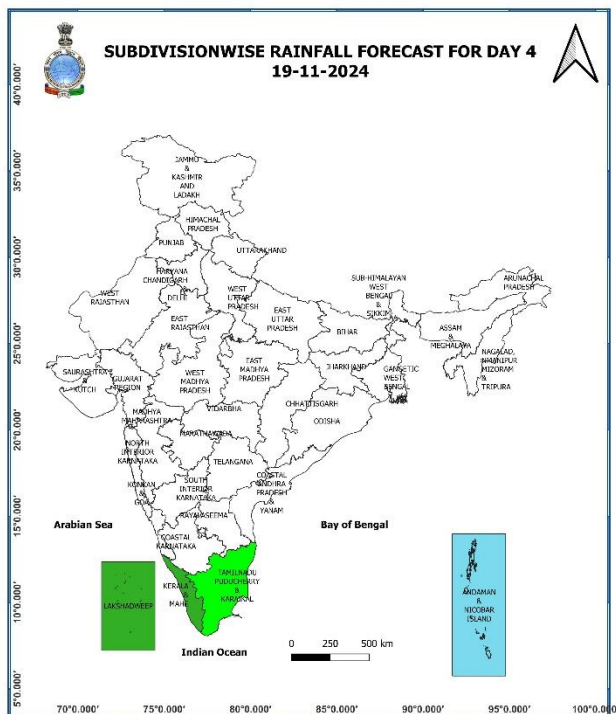 SUBDIVISIONWISE RAINFALL FORECAST FOR DAY 4
19-11-2024
40°0.000'
35°0.000'
30°0.000'
25°0.000'
20°0.000'
15°0.000'
10°0.000'
5°0.000'
JAMMU
&
KASHMIR
AND
LADAKH
HIMACHAL
PRADESH
PUNJAB
UTTARAKHAND
HARYANA
CHANDIGARH
&
DELHI
WEST
RAJASTHAN
WEST
UTTAR
PRADESH
SUB-HIMALAYAN
WEST
BENGAL
&
SIKKIM
ARUNACHAL
PRADESH
EAST
RAJASTHAN
EAST
UTTAR
PRADESH
BIHAR
ASSAM
&
MEGHALAYA
NAGALAD,
MANIPUR
MIZORAM
&
TRIPURA
SAURASHTRA
&
KUTCH
GUJARAT
REGION
WEST
MADHYA
PRADESH
EAST
MADHYA
PRADESH
JHARKHAND
GANGETIC
WEST
BENGAL
CHHATTISGARH
ODISHA
MADHYA
MAHARASHTRA
VIDARBHA
MARATHAWADA
NORTH
INTERIOR
KARNATAKA
TELANGANA
KONKAN
&
GOA
SOUTH
INTERIOR
KARNATAKA
COASTAL
ANDHRA
PRADESH
&
YANAM
RAYALASEEMA
COASTAL
KARNATAKA
Arabian Sea
Bay of Bengal
LAKSHADWEEP
KERALA
&
MAHE
TAMILNADU
PUDUCHERRY
&
KARAIKAL
ANDAMAN
&
NICOBAR
ISLAND
Indian Ocean
0 250 500 km
70°0.000' 75°0.000' 80°0.000' 85°0.000' 90°0.000' 95°0.000' 100°0.000'